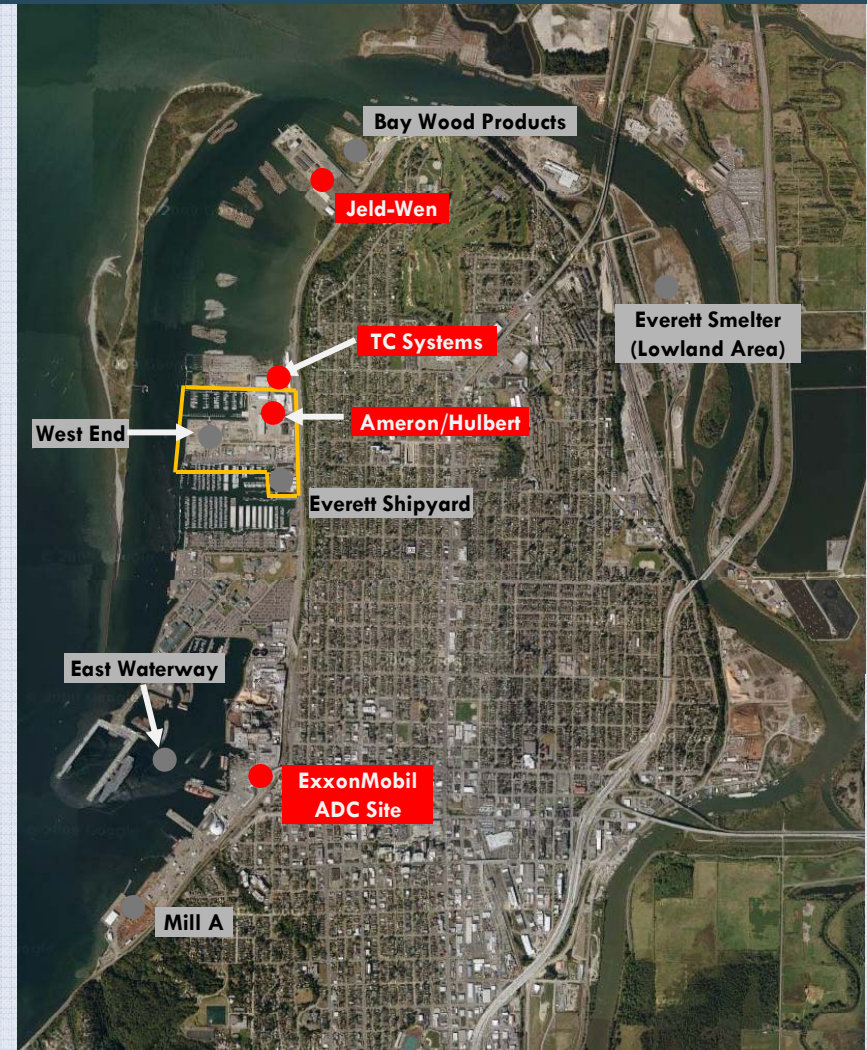 Bay Wood Products
Jeld-Wen
Everett Smelter
(Lowland Area)
TC Systems
Ameron/Hulbert
West End
Everett Shipyard
East Waterway
ExxonMobil
ADC Site
Mill A